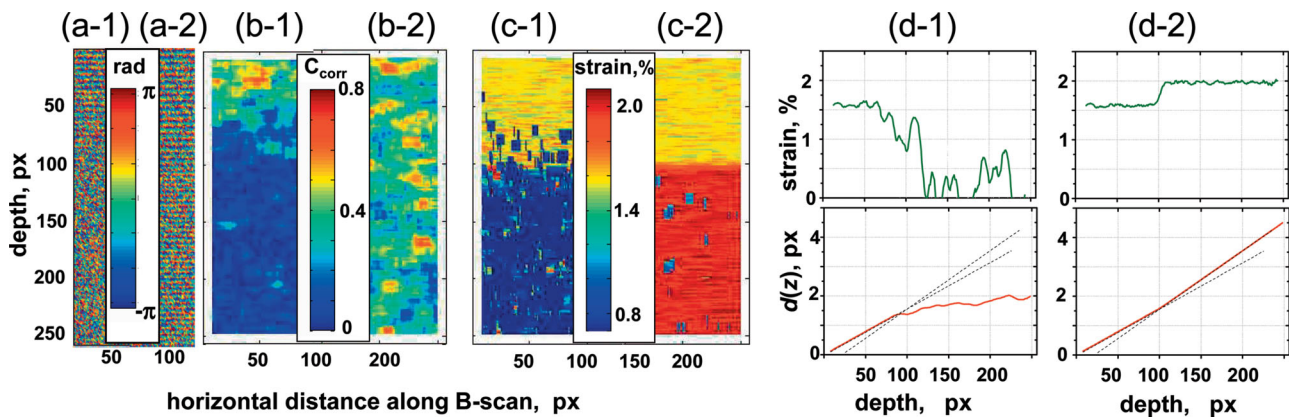 (a-1) (a-2) (b-1) (b-2) (c-1) (c-2) (d-1) (d-2)
rad
π
-π
C_corr
0.8
0.4
0
strain,%
2.0
1.4
0.8
depth, px
50
100
150
200
250
50 100
50 100 200
50 100 150 200
horizontal distance along B-scan, px
strain, %
2
1
0
2
1
0
d(z), px
4
2
0
4
2
0
50 100 150 200
50 100 150 200
depth, px
depth, px